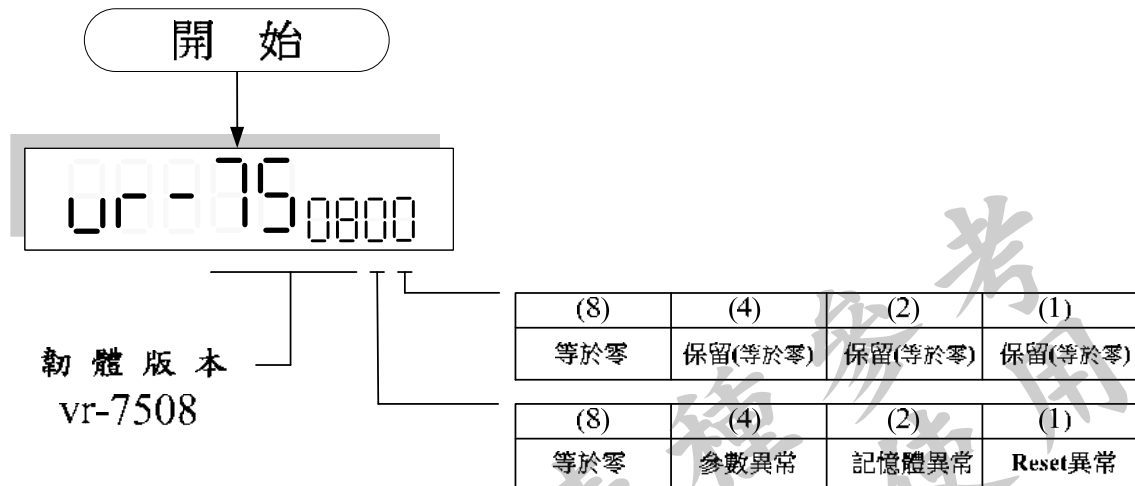 開 始
vr-75 0800
(8) (4) (2) (1)
等於零 保留(等於零) 保留(等於零) 保留(等於零)
韌 體 版 本
vr-7508
(8) (4) (2) (1)
等於零 參數異常 記憶體異常 Reset異常